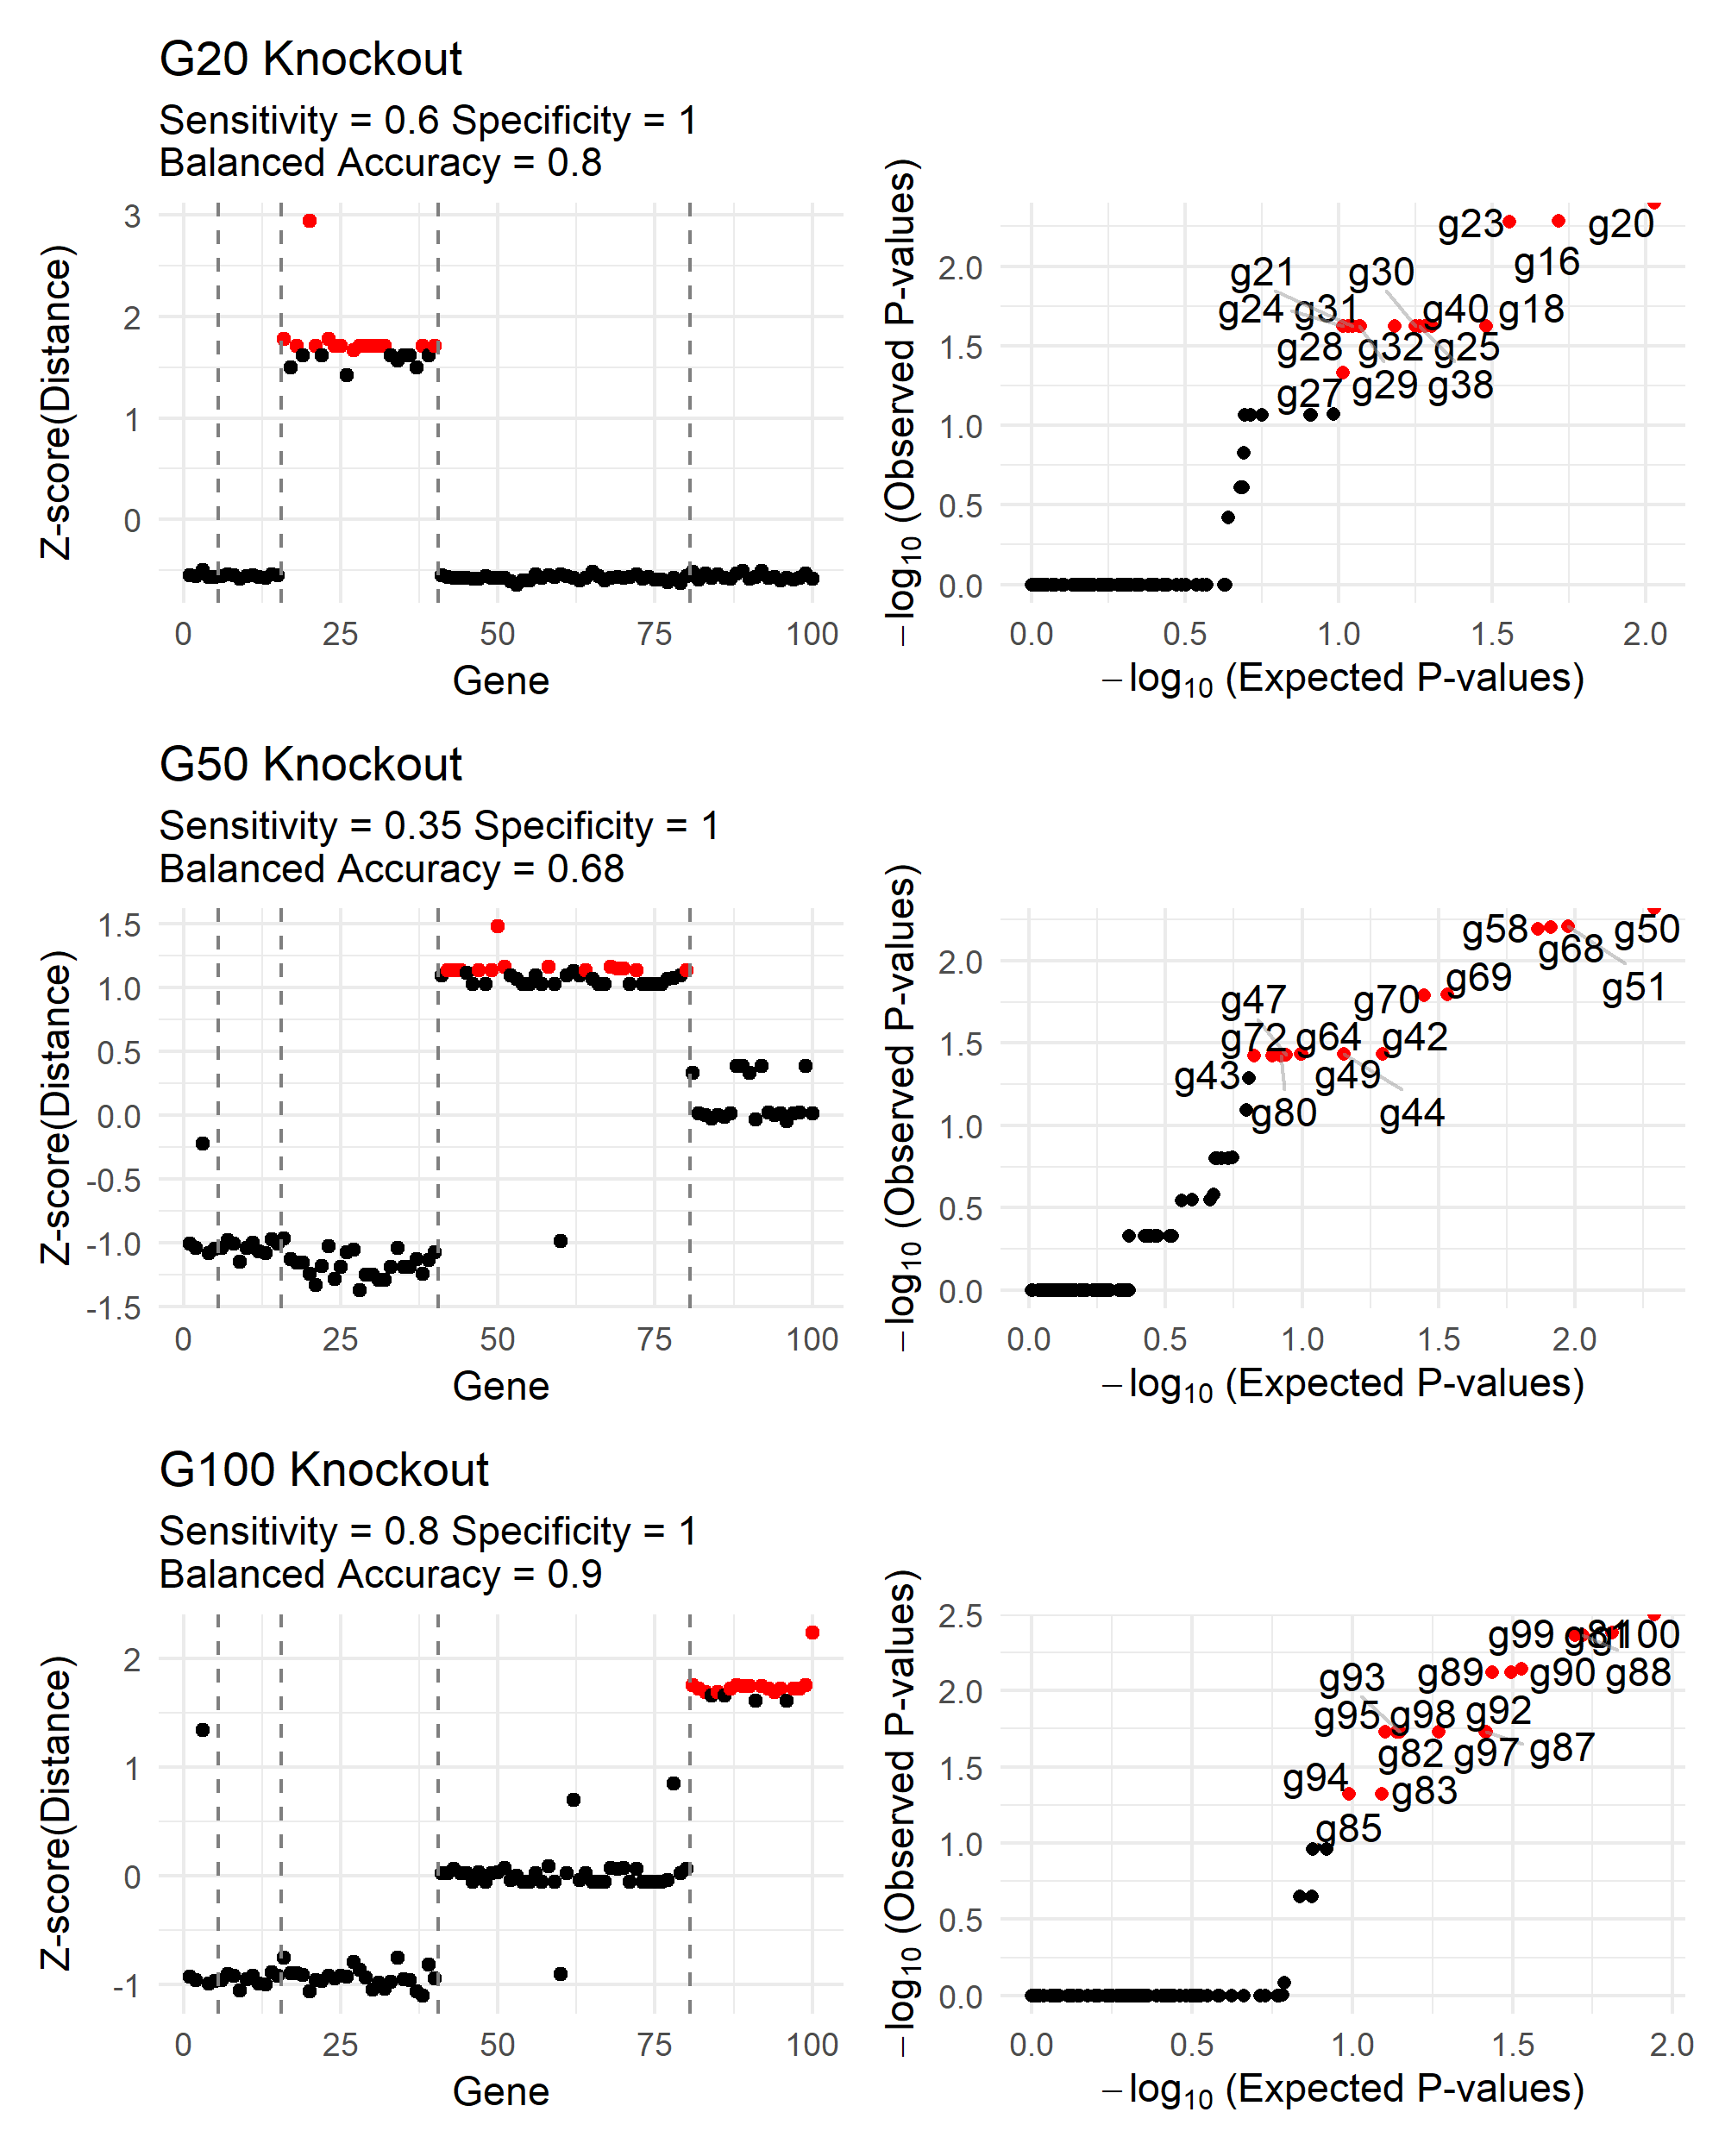 G20 Knockout
Sensitivity = 0.6 Specificity = 1
Balanced Accuracy = 0.8
Z-score(Distance)
3
2
1
0
0 25 50 75 100
Gene
−log10 (Observed P-values)
2.0
1.5
1.0
0.5
0.0
g23 g20
g16
g21 g30
g24 g31 g40 g18
g28 g32 g25
g27 g29 g38
0.0 0.5 1.0 1.5 2.0
−log10 (Expected P-values)
G50 Knockout
Sensitivity = 0.35 Specificity = 1
Balanced Accuracy = 0.68
Z-score(Distance)
1.5
1.0
0.5
0.0
-0.5
-1.0
-1.5
0 25 50 75 100
Gene
−log10 (Observed P-values)
2.0
1.5
1.0
0.5
0.0
g58 g50
g68
g69 g51
g47 g70
g72 g64 g42
g43 g49
g80 g44
0.0 0.5 1.0 1.5 2.0
−log10 (Expected P-values)
G100 Knockout
Sensitivity = 0.8 Specificity = 1
Balanced Accuracy = 0.9
Z-score(Distance)
2
1
0
-1
0 25 50 75 100
Gene
−log10 (Observed P-values)
2.5
2.0
1.5
1.0
0.5
0.0
g99 g81 g100
g93 g89 g90 g88
g95 g98 g92
g82 g97 g87
g94 g83
g85
0.0 0.5 1.0 1.5 2.0
−log10 (Expected P-values)